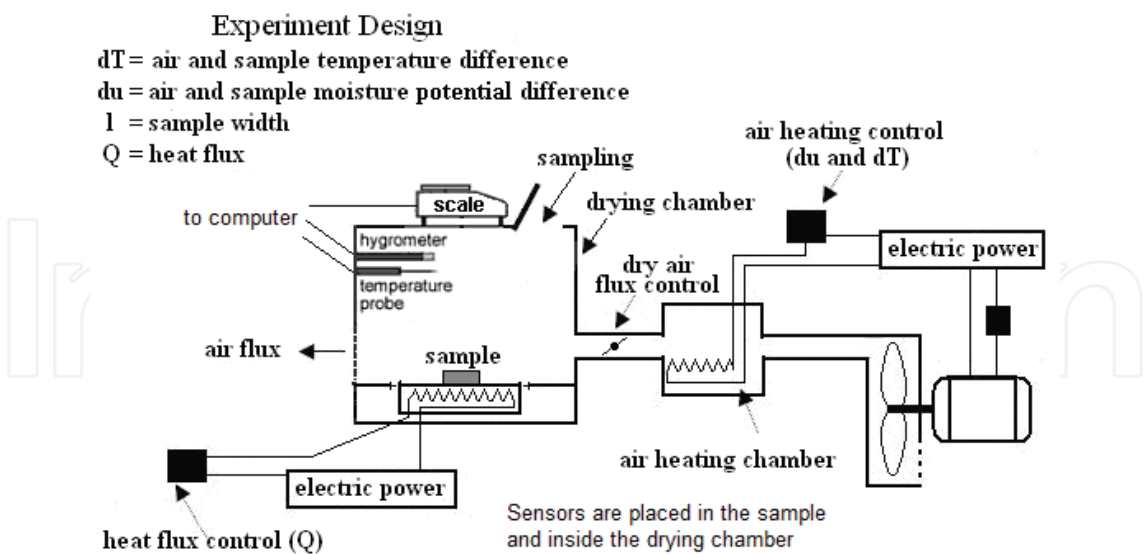 Experiment Design
dT = air and sample temperature difference
du = air and sample moisture potential difference
l = sample width
Q = heat flux
sampling
air heating control
(du and dT)
to computer
scale
drying chamber
hygrometer
electric power
dry air
flux control
temperature
probe
air flux
sample
air heating chamber
electric power
Sensors are placed in the sample
and inside the drying chamber
heat flux control (Q)